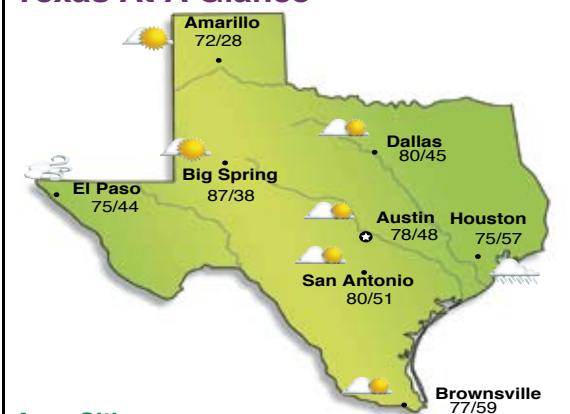 Texas At A Glance
Amarillo
72/28
Dallas
80/45
Big Spring
87/38
El Paso
75/44
Austin
78/48
Houston
75/57
San Antonio
80/51
Brownsville
77/59